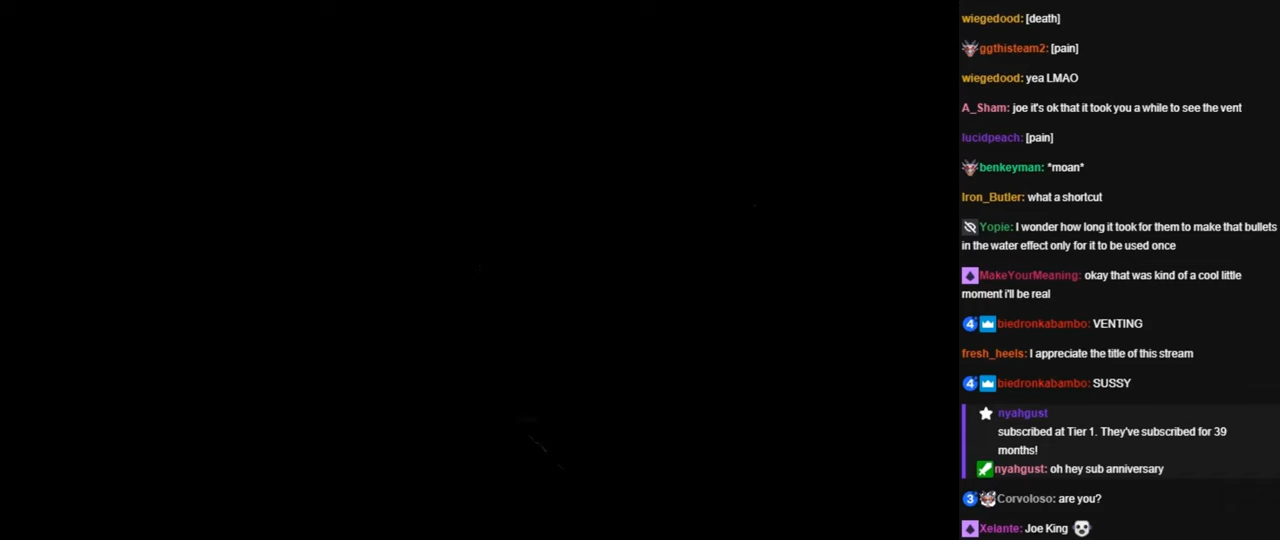 wiegedood: [death]
ggthisteam2: [pain]
wiegedood: yea LMAO
A_Sham: joe it's ok that it took you a while to see the vent
lucidpeach: [pain]
benkeyman: *moan*
Iron_Butler: what a shortcut
Yopie: I wonder how long it took for them to make that bullets
in the water effect only for it to be used once
MakeYourMeaning: okay that was kind of a cool little
moment i'll be real
4 biedronkabambo: VENTING
fresh_heels: I appreciate the title of this stream
4 biedronkabambo: SUSSY
nyahgust
subscribed at Tier 1. They've subscribed for 39
months!
nyahgust: oh hey sub anniversary
3 Corvoloso: are you?
Xelante: Joe King